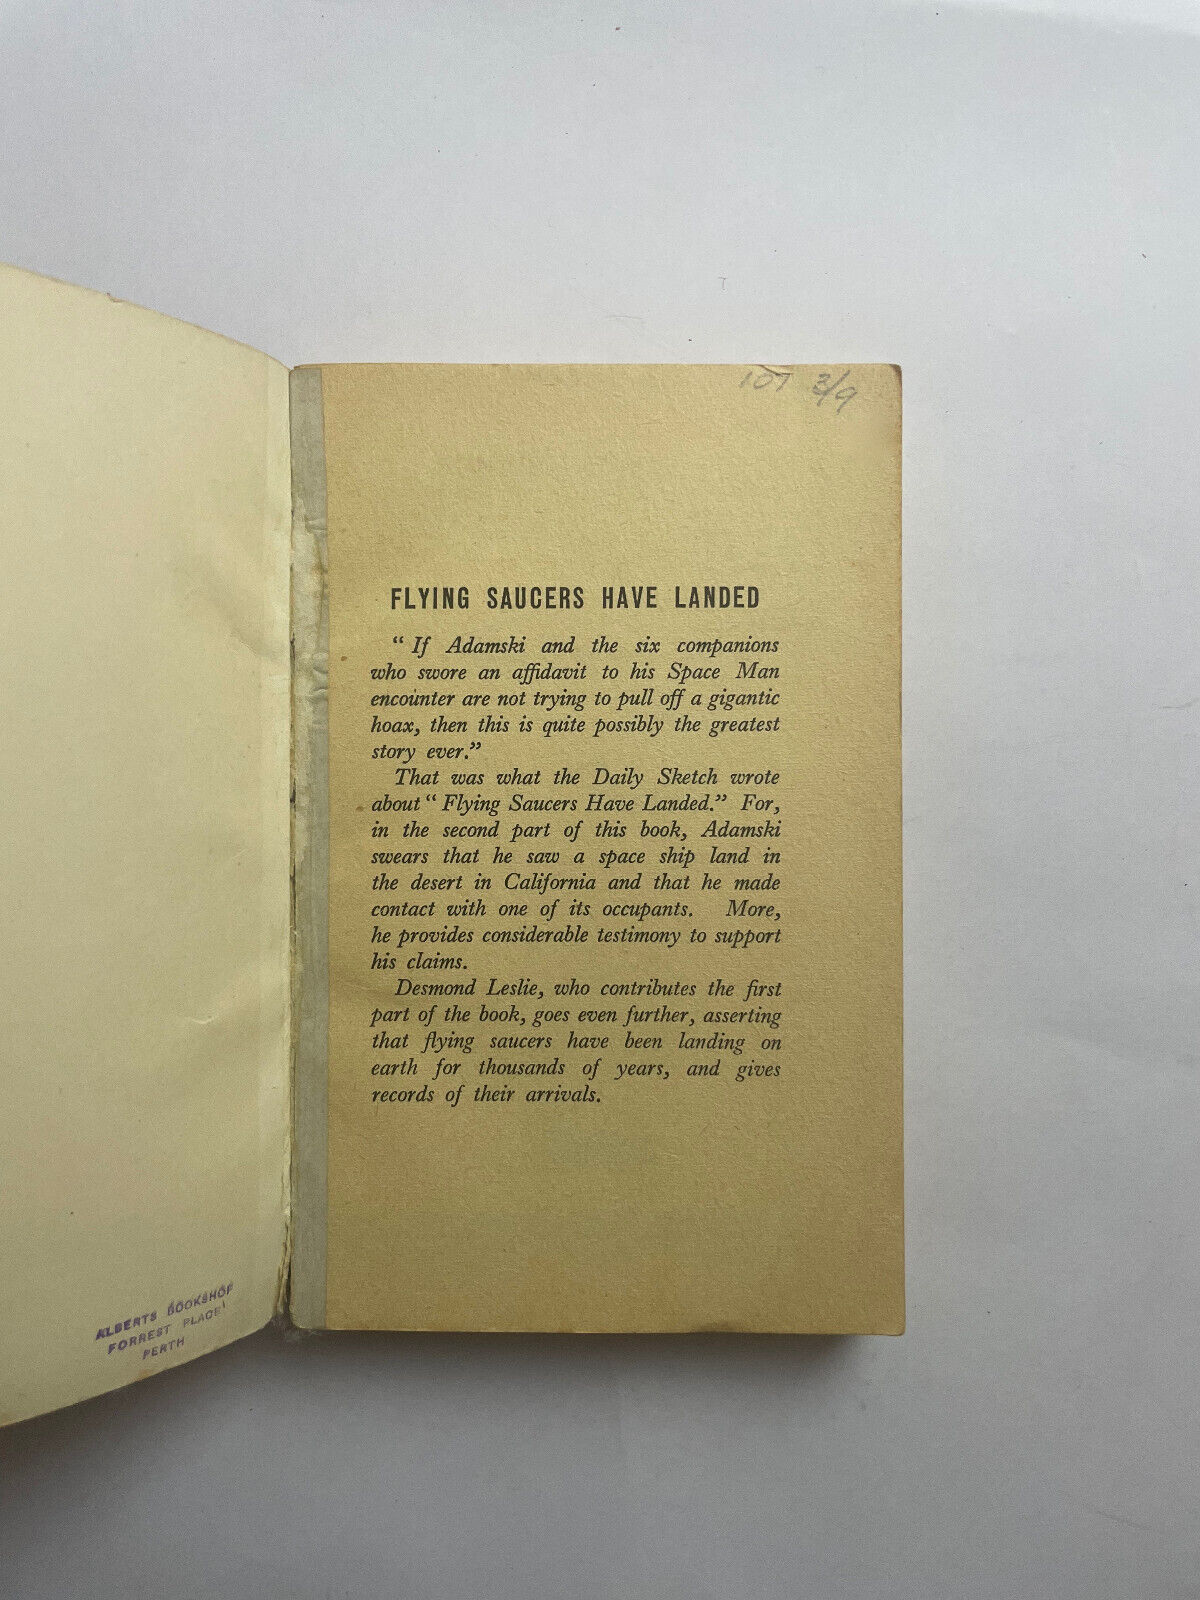 107 3/9
FLYING SAUCERS HAVE LANDED
“ If Adamski and the six companions
who swore an affidavit to his Space Man
encounter are not trying to pull off a gigantic
hoax, then this is quite possibly the greatest
story ever.”
That was what the Daily Sketch wrote
about “ Flying Saucers Have Landed.” For,
in the second part of this book, Adamski
swears that he saw a space ship land in
the desert in California and that he made
contact with one of its occupants. More,
he provides considerable testimony to support
his claims.
Desmond Leslie, who contributes the first
part of the book, goes even further, asserting
that flying saucers have been landing on
earth for thousands of years, and gives
records of their arrivals.
ALBERTS BOOKSHOP
FORREST PLACE
PERTH